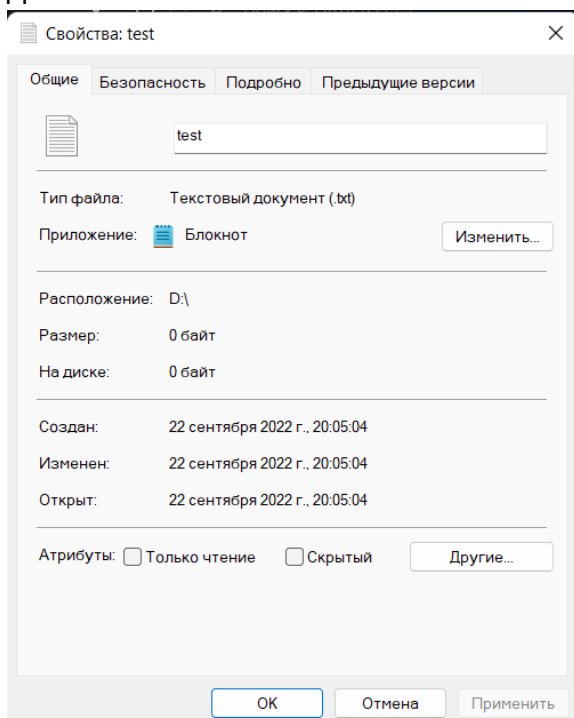 Свойства: test
Общие Безопасность Подробно Предыдущие версии
test
Тип файла: Текстовый документ (.txt)
Приложение: Блокнот Изменить...
Расположение: D:\
Размер: 0 байт
На диске: 0 байт
Создан: 22 сентября 2022 г., 20:05:04
Изменен: 22 сентября 2022 г., 20:05:04
Открыт: 22 сентября 2022 г., 20:05:04
Атрибуты: Только чтение Скрытый Другие...
ОК Отмена Применить